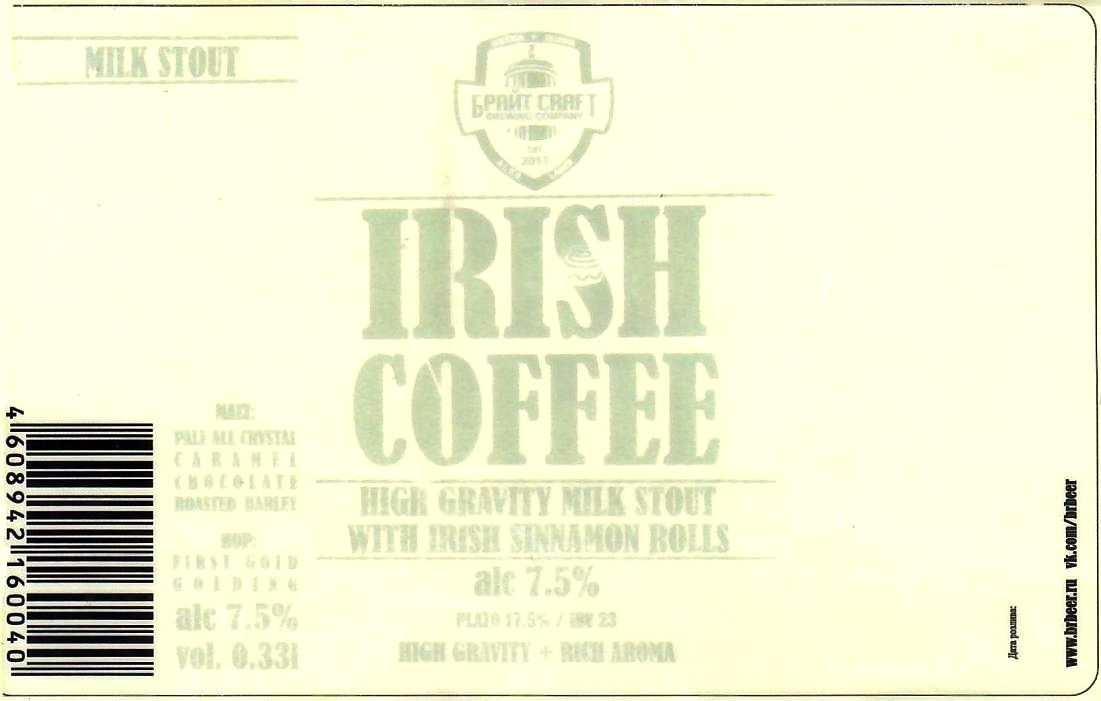 MILK STOUT
БРАЙТ CRAFT
BREWING COMPANY
EST.
2013
IRISH
COFFEE
HIGH GRAVITY MILK STOUT
WITH IRISH SINNAMON ROLLS
alc 7.5%
PLATO 17.5% / IBU 23
HIGH GRAVITY + RICH AROMA
MALT:
PALE ALE CRYSTAL
CARAMEL
CHOCOLATE
ROASTED BARLEY
HOP:
FIRST GOLD
GOLDING
alc 7.5%
vol. 0.33l
4 608942 160040
Дата розлива:
www.brbeer.ru vk.com/brbeer